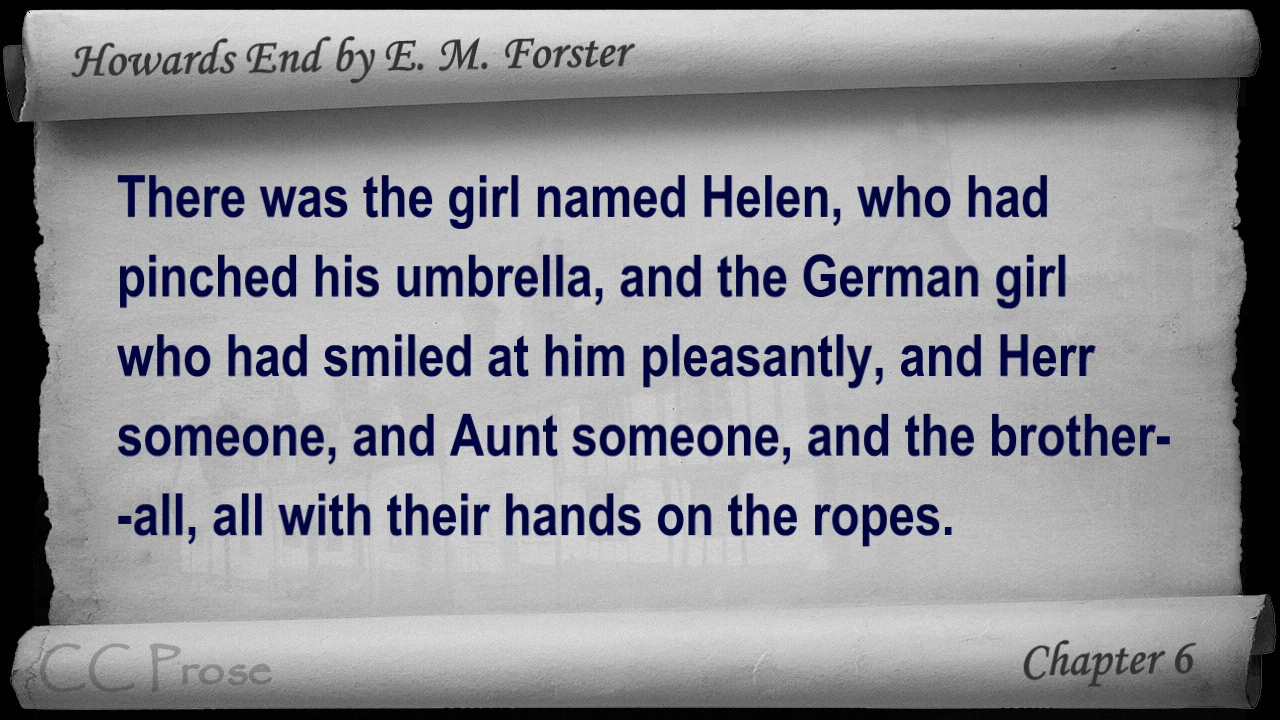 Howards End by E. M. Forster
There was the girl named Helen, who had
pinched his umbrella, and the German girl
who had smiled at him pleasantly, and Herr
someone, and Aunt someone, and the brother-
-all, all with their hands on the ropes.
CC Prose
Chapter 6